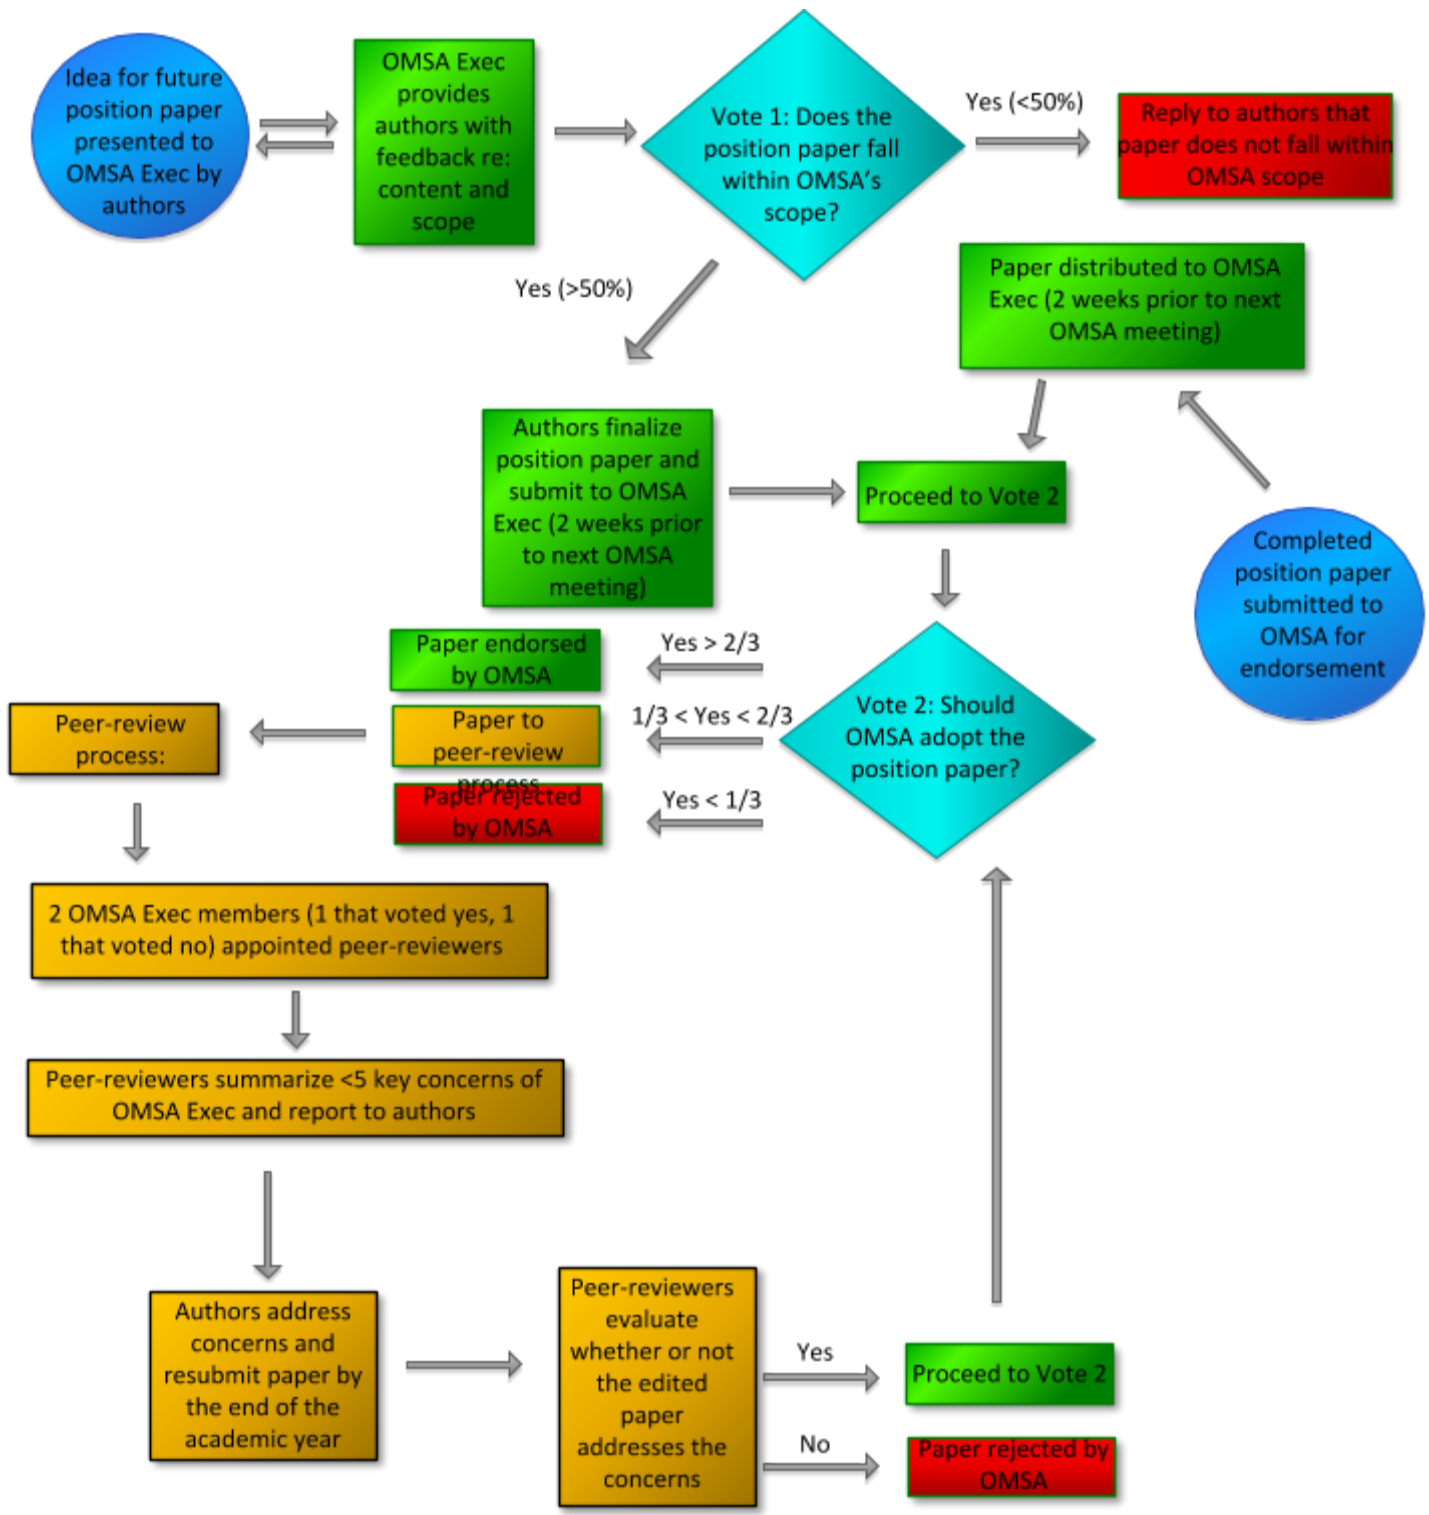 Idea for future
position paper
presented to
OMSA Exec by
authors
OMSA Exec
provides
authors with
feedback re:
content and
scope
Vote 1: Does the
position paper fall
within OMSA's
scope?
Yes (<50%)
Reply to authors that
paper does not fall within
OMSA scope
Yes (>50%)
Paper distributed to OMSA
Exec (2 weeks prior to next
OMSA meeting)
Authors finalize
position paper and
submit to OMSA
Exec (2 weeks prior
to next OMSA
meeting)
Proceed to Vote 2
Completed
position paper
submitted to
OMSA for
endorsement
Vote 2: Should
OMSA adopt the
position paper?
Yes > 2/3
Paper endorsed
by OMSA
1/3 < Yes < 2/3
Paper to
peer-review
process
Yes < 1/3
Paper rejected
by OMSA
Peer-review
process:
2 OMSA Exec members (1 that voted yes, 1
that voted no) appointed peer-reviewers
Peer-reviewers summarize <5 key concerns of
OMSA Exec and report to authors
Authors address
concerns and
resubmit paper by
the end of the
academic year
Peer-reviewers
evaluate
whether or not
the edited
paper
addresses the
concerns
Yes
Proceed to Vote 2
No
Paper rejected by
OMSA